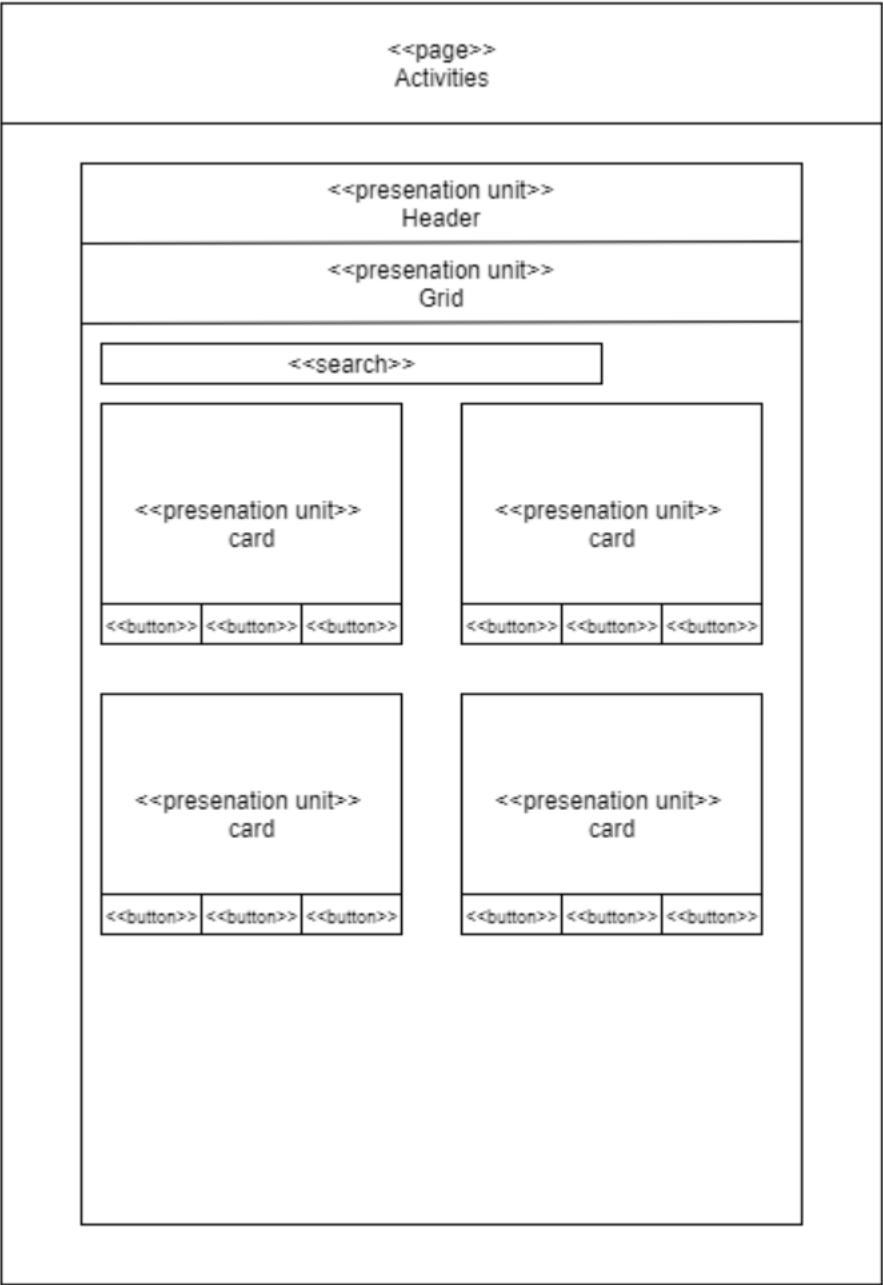 <<page>>
Activities
<<presenation unit>>
Header
<<presenation unit>>
Grid
<<search>>
<<presenation unit>>
card
<<presenation unit>>
card
<<button>> <<button>> <<button>>
<<button>> <<button>> <<button>>
<<presenation unit>>
card
<<presenation unit>>
card
<<button>> <<button>> <<button>>
<<button>> <<button>> <<button>>